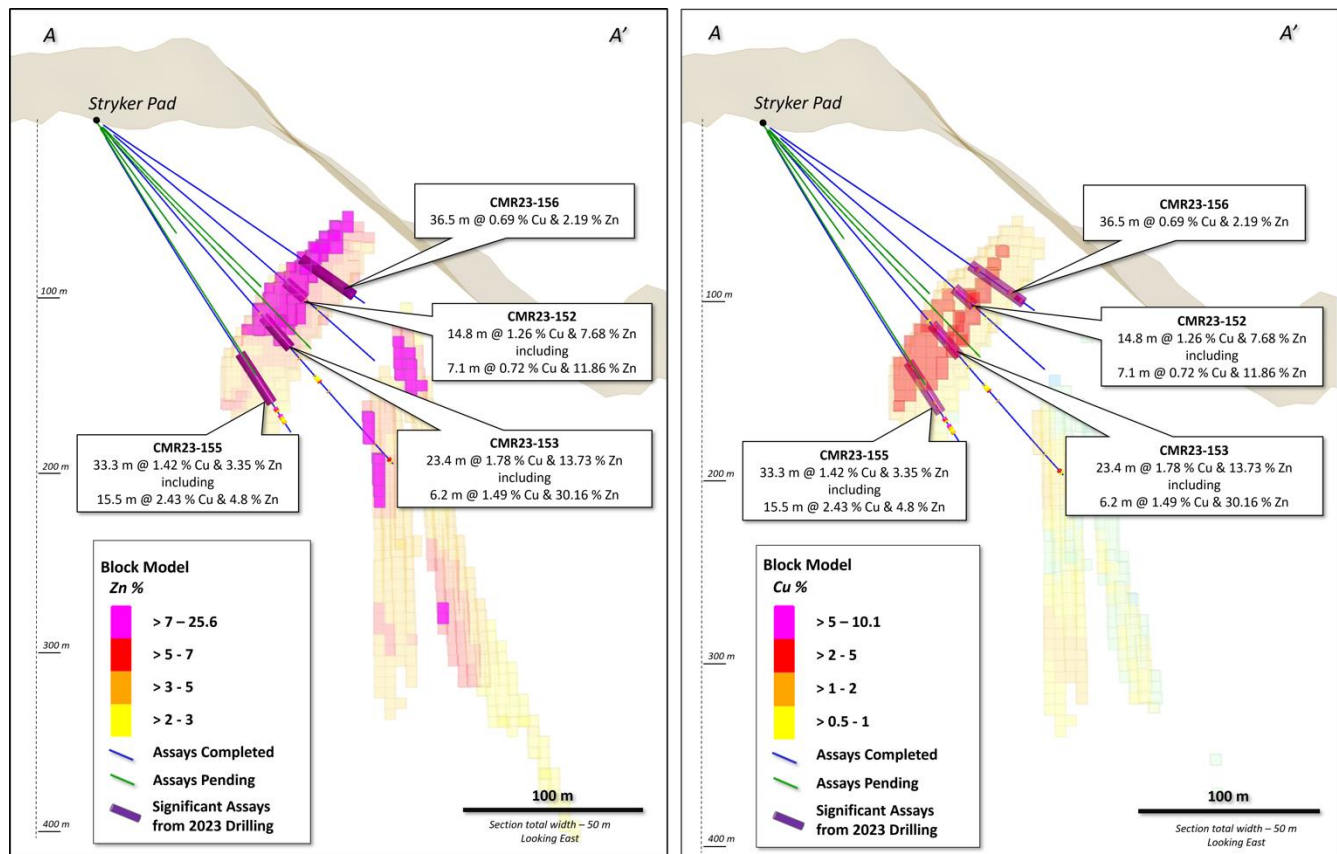 A
A'
Stryker Pad
CMR23-156
36.5 m @ 0.69 % Cu & 2.19 % Zn
100 m
CMR23-152
14.8 m @ 1.26 % Cu & 7.68 % Zn
including
7.1 m @ 0.72 % Cu & 11.86 % Zn
CMR23-155
33.3 m @ 1.42 % Cu & 3.35 % Zn
including
15.5 m @ 2.43 % Cu & 4.8 % Zn
CMR23-153
23.4 m @ 1.78 % Cu & 13.73 % Zn
including
6.2 m @ 1.49 % Cu & 30.16 % Zn
200 m
Block Model
Zn %
> 7 – 25.6
> 5 - 7
> 3 - 5
> 2 - 3
Assays Completed
Assays Pending
Significant Assays
from 2023 Drilling
300 m
400 m
100 m
Section total width – 50 m
Looking East
A
A'
Stryker Pad
CMR23-156
36.5 m @ 0.69 % Cu & 2.19 % Zn
100 m
CMR23-152
14.8 m @ 1.26 % Cu & 7.68 % Zn
including
7.1 m @ 0.72 % Cu & 11.86 % Zn
CMR23-155
33.3 m @ 1.42 % Cu & 3.35 % Zn
including
15.5 m @ 2.43 % Cu & 4.8 % Zn
CMR23-153
23.4 m @ 1.78 % Cu & 13.73 % Zn
including
6.2 m @ 1.49 % Cu & 30.16 % Zn
200 m
Block Model
Cu %
> 5 – 10.1
> 2 - 5
> 1 - 2
> 0.5 - 1
Assays Completed
Assays Pending
Significant Assays
from 2023 Drilling
300 m
400 m
100 m
Section total width – 50 m
Looking East